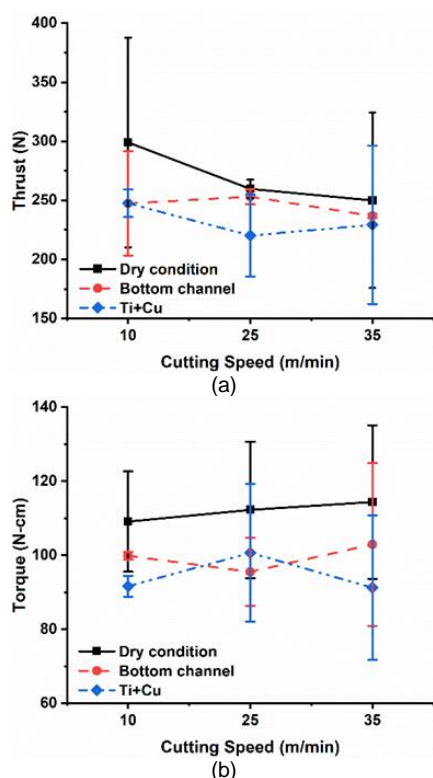 400
350
300
250
200
150
Thrust (N)
Dry condition
Bottom channel
Ti+Cu
10 25 35
Cutting Speed (m/min)
(a)
140
120
100
80
60
Torque (N-cm)
Dry condition
Bottom channel
Ti+Cu
10 25 35
Cutting Speed (m/min)
(b)